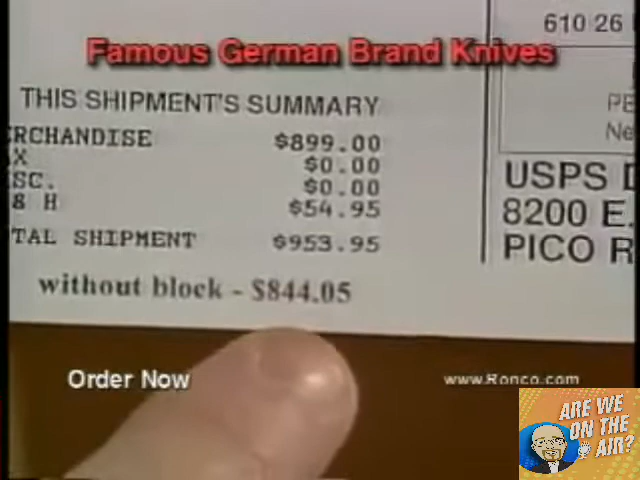 610 26
Famous German Brand Knives
THIS SHIPMENT'S SUMMARY
RCHANDISE $899.00
X $0.00
SC. $0.00
& H $54.95
TAL SHIPMENT $953.95
without block - $844.05
PE
Ne
USPS D
8200 E.
PICO R
Order Now
www.Ronco.com
ARE WE
ON THE
AIR?